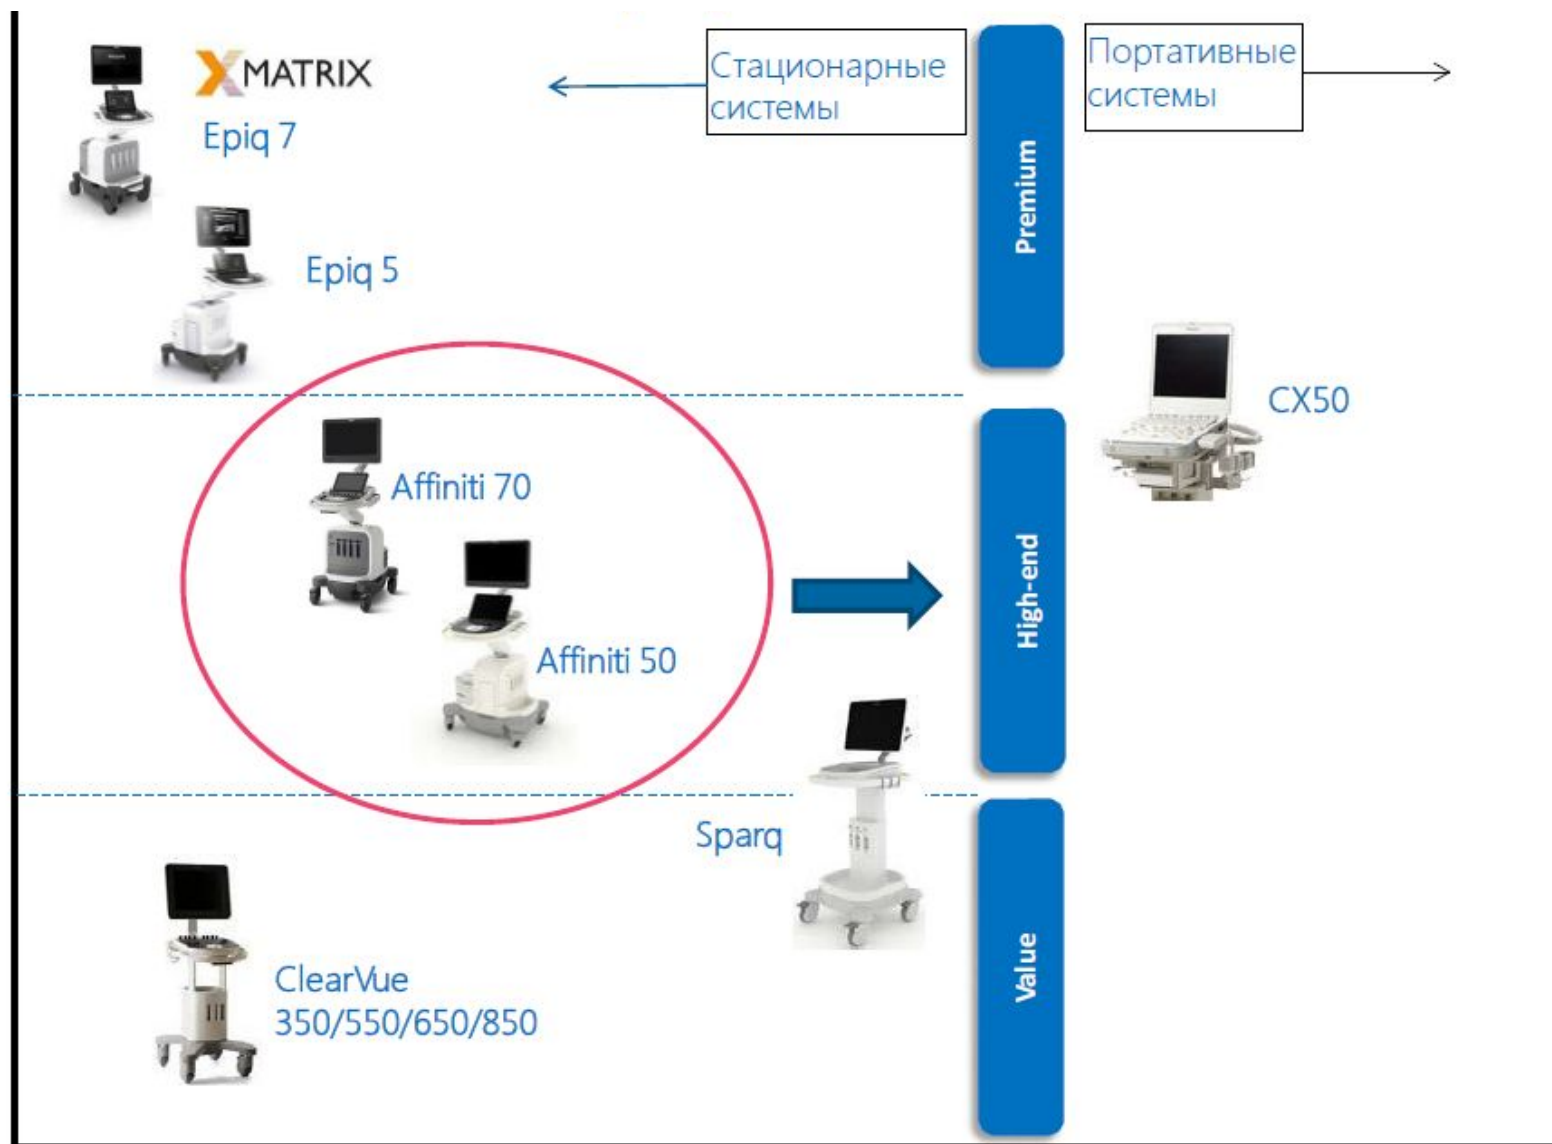 XMATRIX
Epiq 7
Стационарные
системы
Портативные
системы
Premium
Epiq 5
CX50
Affiniti 70
High-end
Affiniti 50
Sparq
Value
ClearVue
350/550/650/850